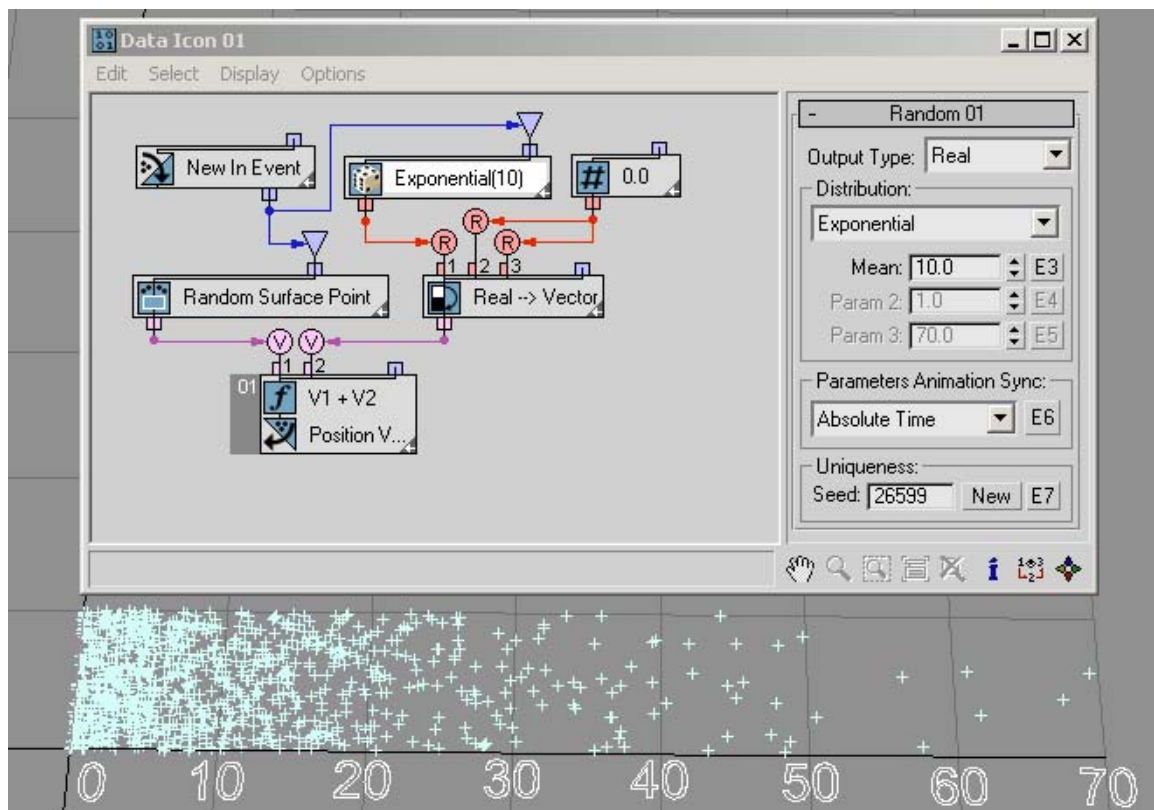 Data Icon 01
Edit Select Display Options
New In Event
Exponential(10)
# 0.0
R
R R
1 2 3
Random Surface Point
Real --> Vector
V V
1 2
01
f V1 + V2
Position V...
- Random 01
Output Type: Real
Distribution:
Exponential
Mean: 10.0 E3
Param 2: 1.0 E4
Param 3: 70.0 E5
Parameters Animation Sync:
Absolute Time E6
Uniqueness:
Seed: 26599 New E7
0 10 20 30 40 50 60 70